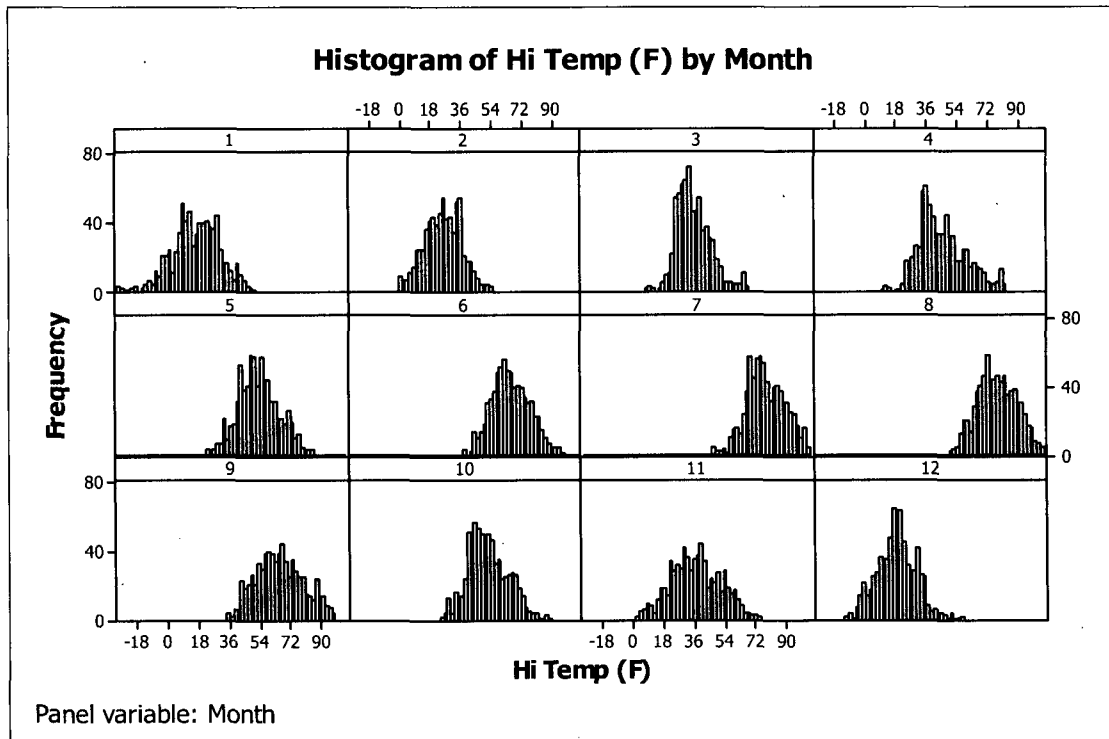 Histogram of Hi Temp (F) by Month
-18 0 18 36 54 72 90 -18 0 18 36 54 72 90
1 2 3 4
80
40
0
5 6 7 8
80
40
0
9 10 11 12
80
40
0
-18 0 18 36 54 72 90 -18 0 18 36 54 72 90
Frequency
Hi Temp (F)
Panel variable: Month